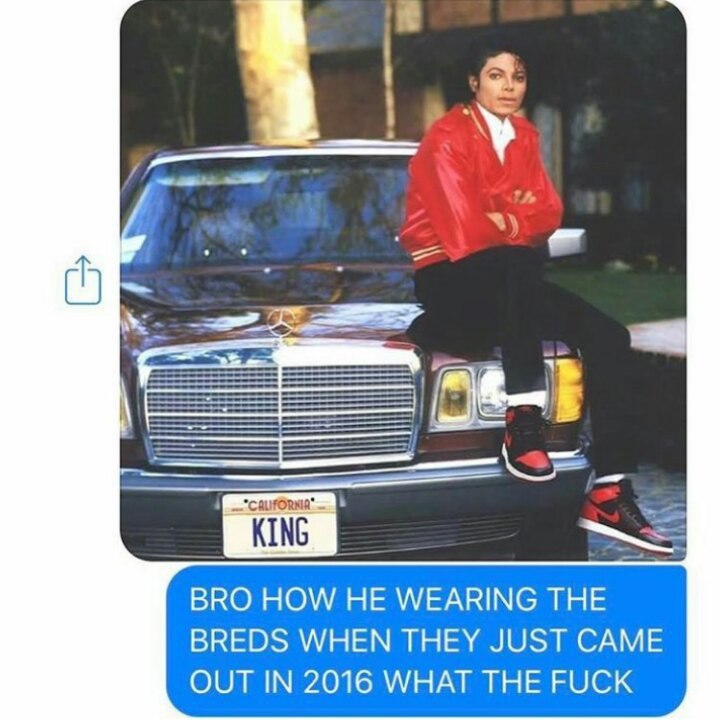 CALIFORNIA
KING
BRO HOW HE WEARING THE
BREDS WHEN THEY JUST CAME
OUT IN 2016 WHAT THE FUCK